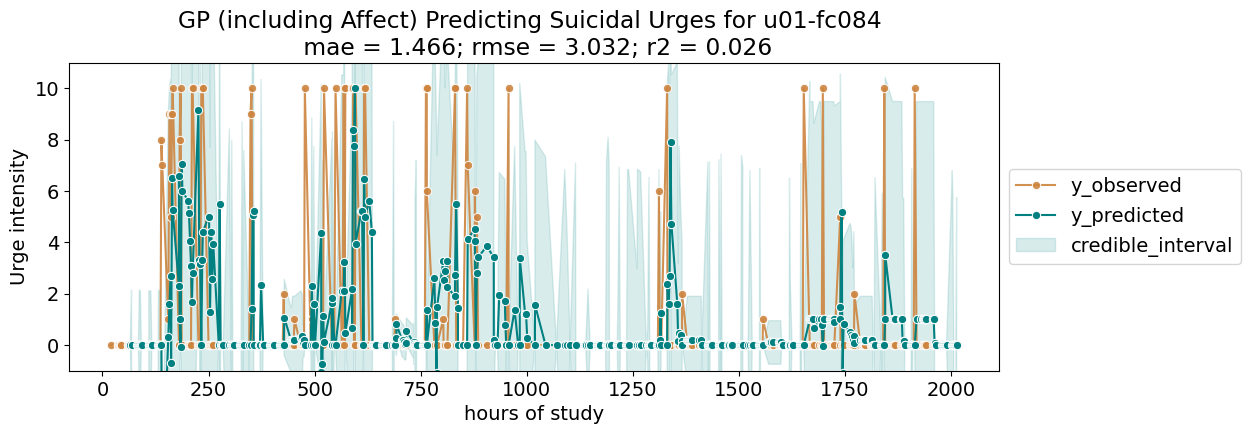 GP (including Affect) Predicting Suicidal Urges for u01-fc084
mae = 1.466; rmse = 3.032; r2 = 0.026
Urge intensity
10
8
6
4
2
0
0 250 500 750 1000 1250 1500 1750 2000
hours of study
y_observed
y_predicted
credible_interval